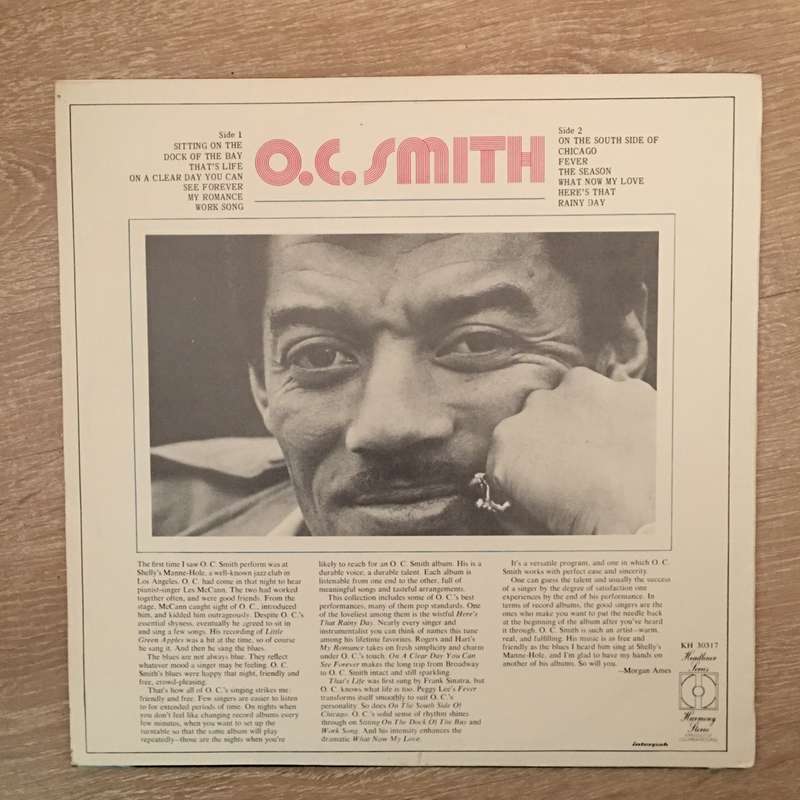 Side 1
SITTING ON THE
DOCK OF THE BAY
THAT'S LIFE
ON A CLEAR DAY YOU CAN
SEE FOREVER
MY ROMANCE
WORK SONG
O.C. SMITH
Side 2
ON THE SOUTH SIDE OF
CHICAGO
FEVER
THE SEASON
WHAT NOW MY LOVE
HERE'S THAT
RAINY DAY
The first time I saw O. C. Smith perform was at
Shelly's Manne-Hole, a well-known jazz club in
Los Angeles. O. C. had come in that night to hear
pianist-singer Les McCann. The two had worked
together often, and were good friends. From the
stage, McCann caught sight of O. C., introduced
him, and kidded him outrageously. Despite O. C.'s
essential shyness, eventually he agreed to sit in
and sing a few songs. His recording of Little
Green Apples was a hit at the time, so of course
he sang it. And then he sang the blues.
The blues are not always blue. They reflect
whatever mood a singer may be feeling. O. C.
Smith's blues were happy that night, friendly and
free, crowd-pleasing.
That's how all of O. C.'s singing strikes me:
friendly and free. Few singers are easier to listen
to for extended periods of time. On nights when
you don't feel like changing record albums every
few minutes, when you want to set up the
turntable so that the same album will play
repeatedly—those are the nights when you're
likely to reach for an O. C. Smith album. His is a
durable voice, a durable talent. Each album is
listenable from one end to the other, full of
meaningful songs and tasteful arrangements.
This collection includes some of O. C.'s best
performances, many of them pop standards. One
of the loveliest among them is the wistful Here's
That Rainy Day. Nearly every singer and
instrumentalist you can think of names this tune
among his lifetime favorites. Rodgers and Hart's
My Romance takes on fresh simplicity and charm
under O. C.'s touch. On A Clear Day You Can
See Forever makes the long trip from Broadway
to O. C. Smith intact and still sparkling.
That's Life was first sung by Frank Sinatra, but
O. C. knows what life is too. Peggy Lee's Fever
transforms itself smoothly to suit O. C.'s
personality. So does On The South Side Of
Chicago. O. C.'s solid sense of rhythm shines
through on Sitting On The Dock Of The Bay and
Work Song. And his intensity enhances the
dramatic What Now My Love.
It's a versatile program, and one in which O. C.
Smith works with perfect ease and sincerity.
One can guess the talent and usually the success
of a singer by the degree of satisfaction one
experiences by the end of his performance. In
terms of record albums, the good singers are the
ones who make you want to put the needle back
at the beginning of the album after you've heard
it through. O. C. Smith is such an artist—warm,
real, and fulfilling. His music is as free and
friendly as the blues I heard him sing at Shelly's
Manne-Hole, and I'm glad to have my hands on
another of his albums. So will you.
—Morgan Ames
KH 30317
Headliner
Series
Harmony
Stereo
interpak